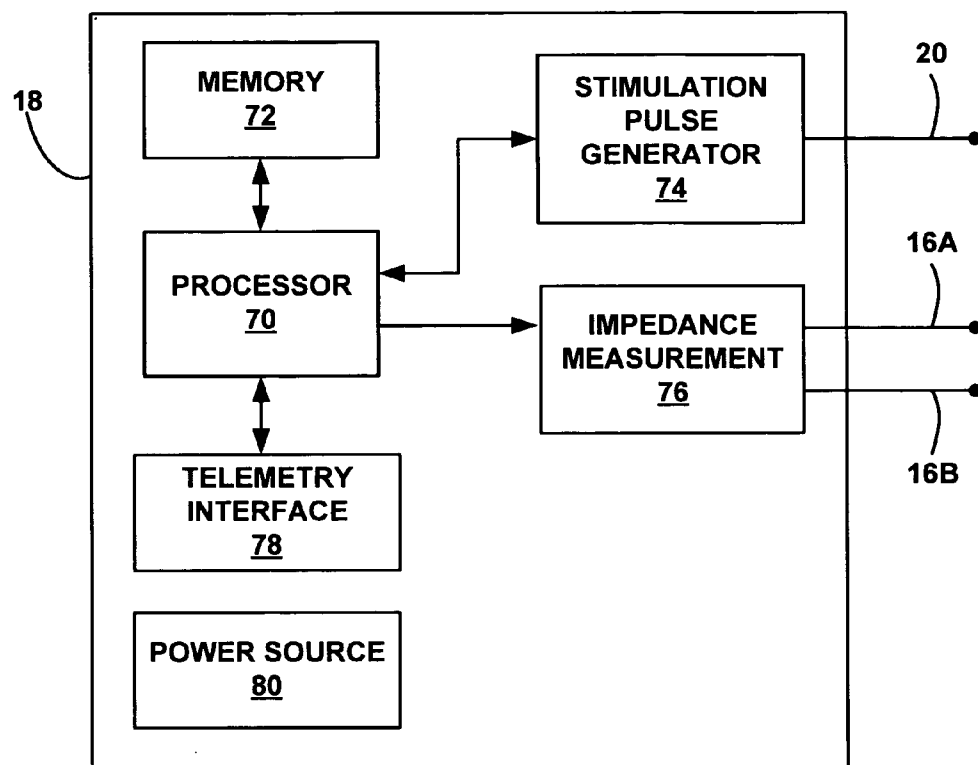 18
MEMORY
72
STIMULATION
PULSE
GENERATOR
74
20
PROCESSOR
70
IMPEDANCE
MEASUREMENT
76
16A
16B
TELEMETRY
INTERFACE
78
POWER SOURCE
80